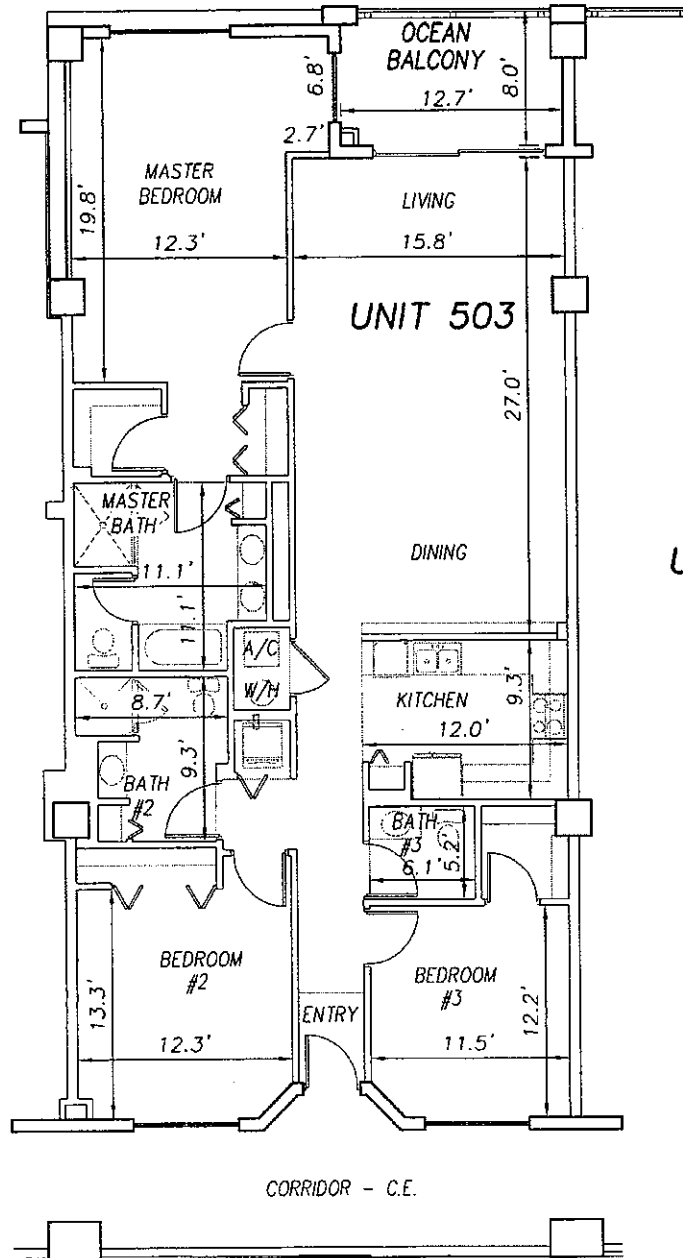 OCEAN
BALCONY
6.8'
8.0'
12.7'
2.7'
MASTER
BEDROOM
19.8'
12.3'
LIVING
15.8'
UNIT 503
27.0'
MASTER
BATH
11.1'
11.1'
DINING
U
A/C
W/H
KITCHEN
9.3'
12.0'
8.7'
9.3'
BATH
#2
BATH
#3
5.2'
6.1'
BEDROOM
#2
13.3'
12.3'
ENTRY
BEDROOM
#3
12.2'
11.5'
CORRIDOR - C.E.